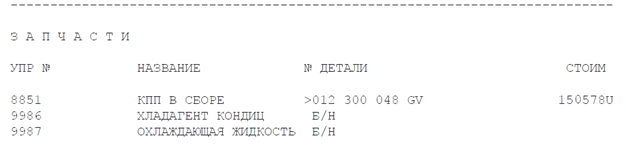 З А П Ч А С Т И
УПР № НАЗВАНИЕ № ДЕТАЛИ СТОИМ
8851 КПП В СБОРЕ >012 300 048 GV 150578U
9986 ХЛАДАГЕНТ КОНДИЦ Б/Н
9987 ОХЛАЖДАЮЩАЯ ЖИДКОСТЬ Б/Н